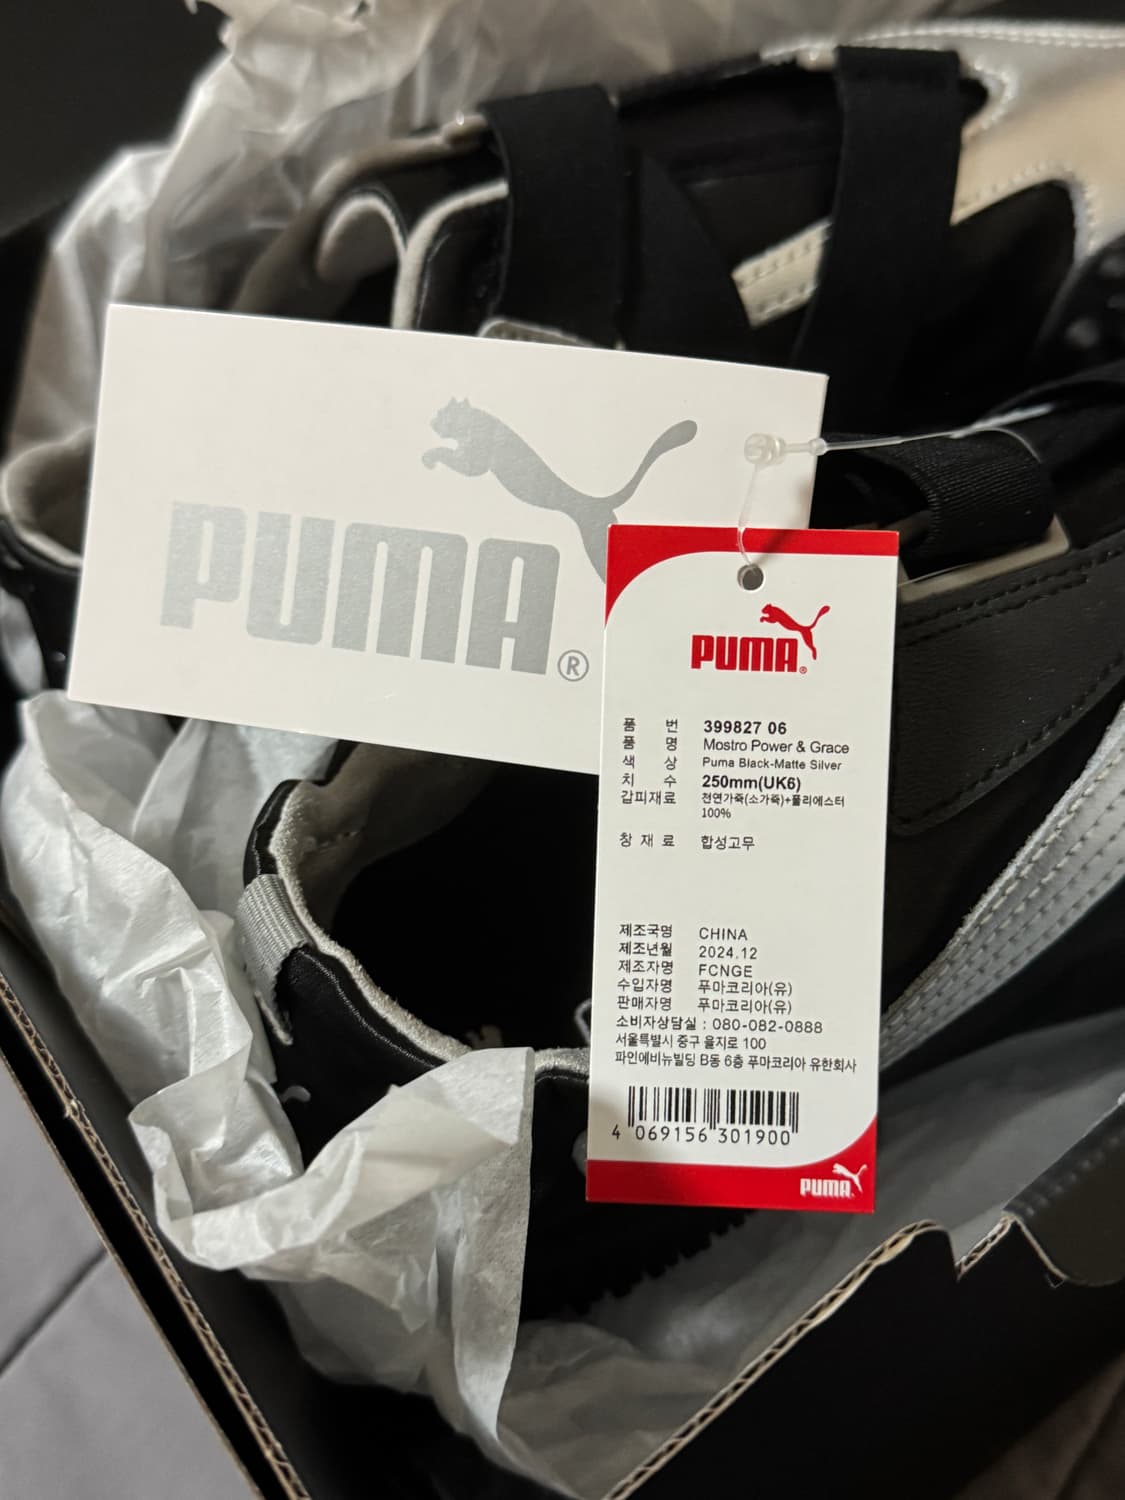 PUMA®
PUMA®
품 번 399827 06
품 명 Mostro Power & Grace
색 상 Puma Black-Matte Silver
치 수 250mm(UK6)
갑피재료 천연가죽(소가죽)+폴리에스터
100%
창 재 료 합성고무
제조국명 CHINA
제조년월 2024.12
제조자명 FCNGE
수입자명 푸마코리아(유)
판매자명 푸마코리아(유)
소비자상담실 : 080-082-0888
서울특별시 중구 을지로 100
파인에비뉴빌딩 B동 6층 푸마코리아 유한회사
4 069156 301900
PUMA